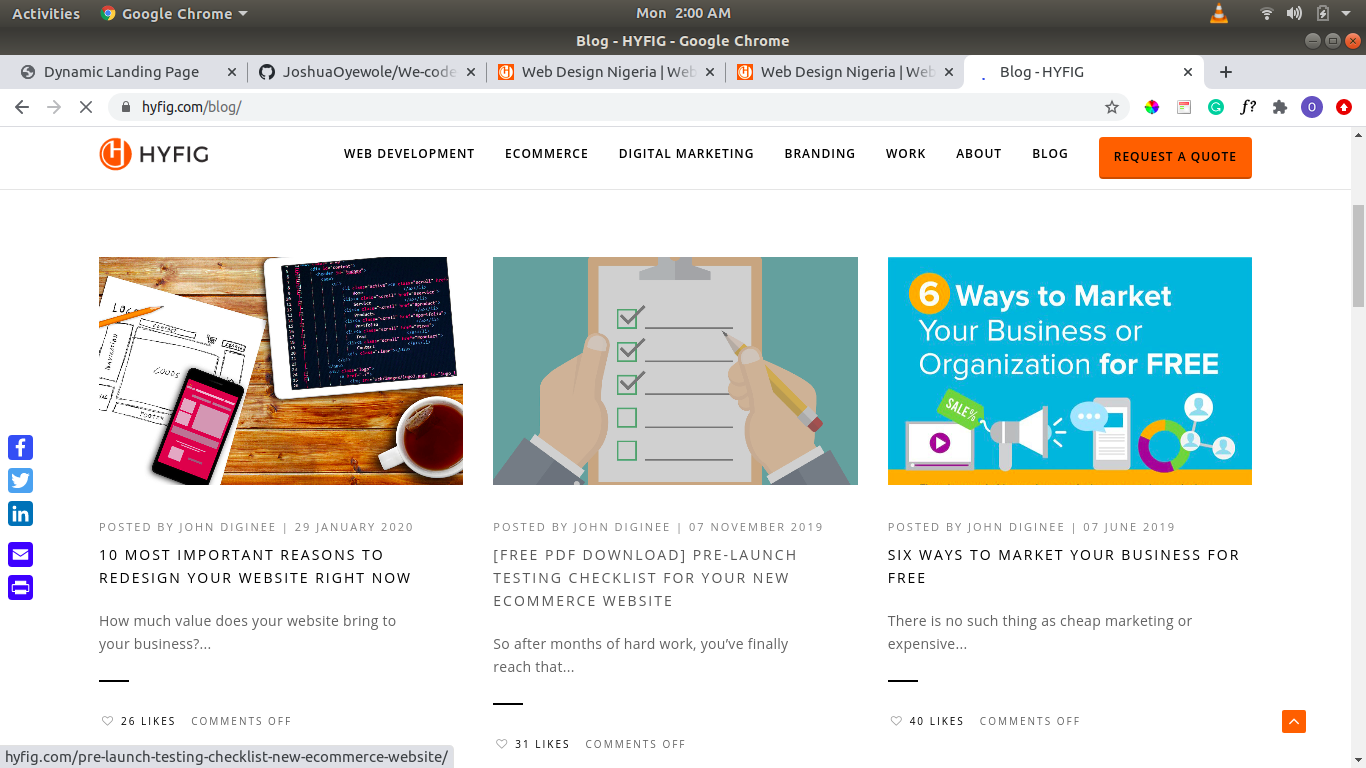 Activities Google Chrome Mon 2:00 AM
Blog - HYFIG - Google Chrome
Dynamic Landing Page JoshuaOyewole/We-code Web Design Nigeria | Web Web Design Nigeria | Web Blog - HYFIG
hyfig.com/blog/ f? O
HYFIG WEB DEVELOPMENT ECOMMERCE DIGITAL MARKETING BRANDING WORK ABOUT BLOG REQUEST A QUOTE
6 Ways to Market
Your Business or
Organization for FREE
SALE%
GOODS
POSTED BY JOHN DIGINEE | 29 JANUARY 2020
10 MOST IMPORTANT REASONS TO
REDESIGN YOUR WEBSITE RIGHT NOW
How much value does your website bring to
your business?...
26 LIKES COMMENTS OFF
POSTED BY JOHN DIGINEE | 07 NOVEMBER 2019
[FREE PDF DOWNLOAD] PRE-LAUNCH
TESTING CHECKLIST FOR YOUR NEW
ECOMMERCE WEBSITE
So after months of hard work, you’ve finally
reach that...
31 LIKES COMMENTS OFF
POSTED BY JOHN DIGINEE | 07 JUNE 2019
SIX WAYS TO MARKET YOUR BUSINESS FOR
FREE
There is no such thing as cheap marketing or
expensive...
40 LIKES COMMENTS OFF
hyfig.com/pre-launch-testing-checklist-new-ecommerce-website/